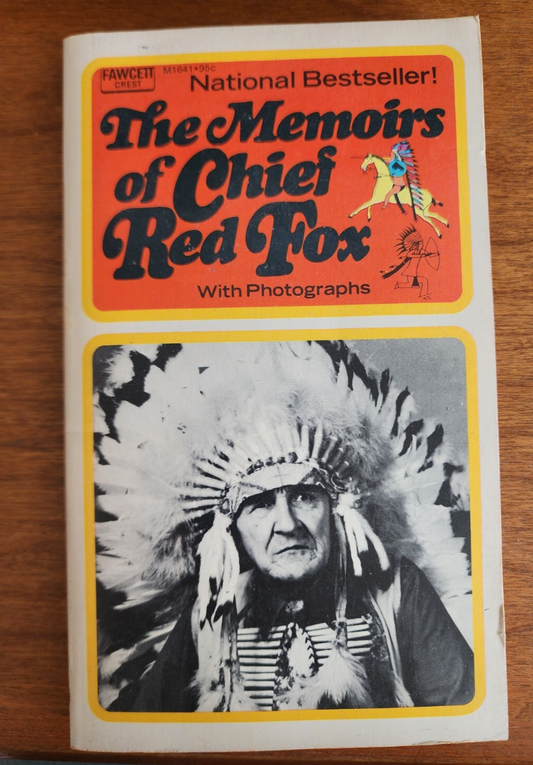 FAWCETT
CREST
M1641•95c
National Bestseller!
The Memoirs
of Chief
Red Fox
With Photographs